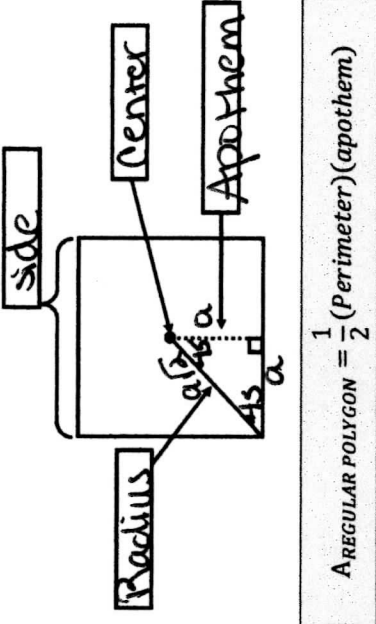 side
Center
Apothem
Radius
a√2
45
a
45
a
A_REGULAR POLYGON = 1/2 (Perimeter)(apothem)